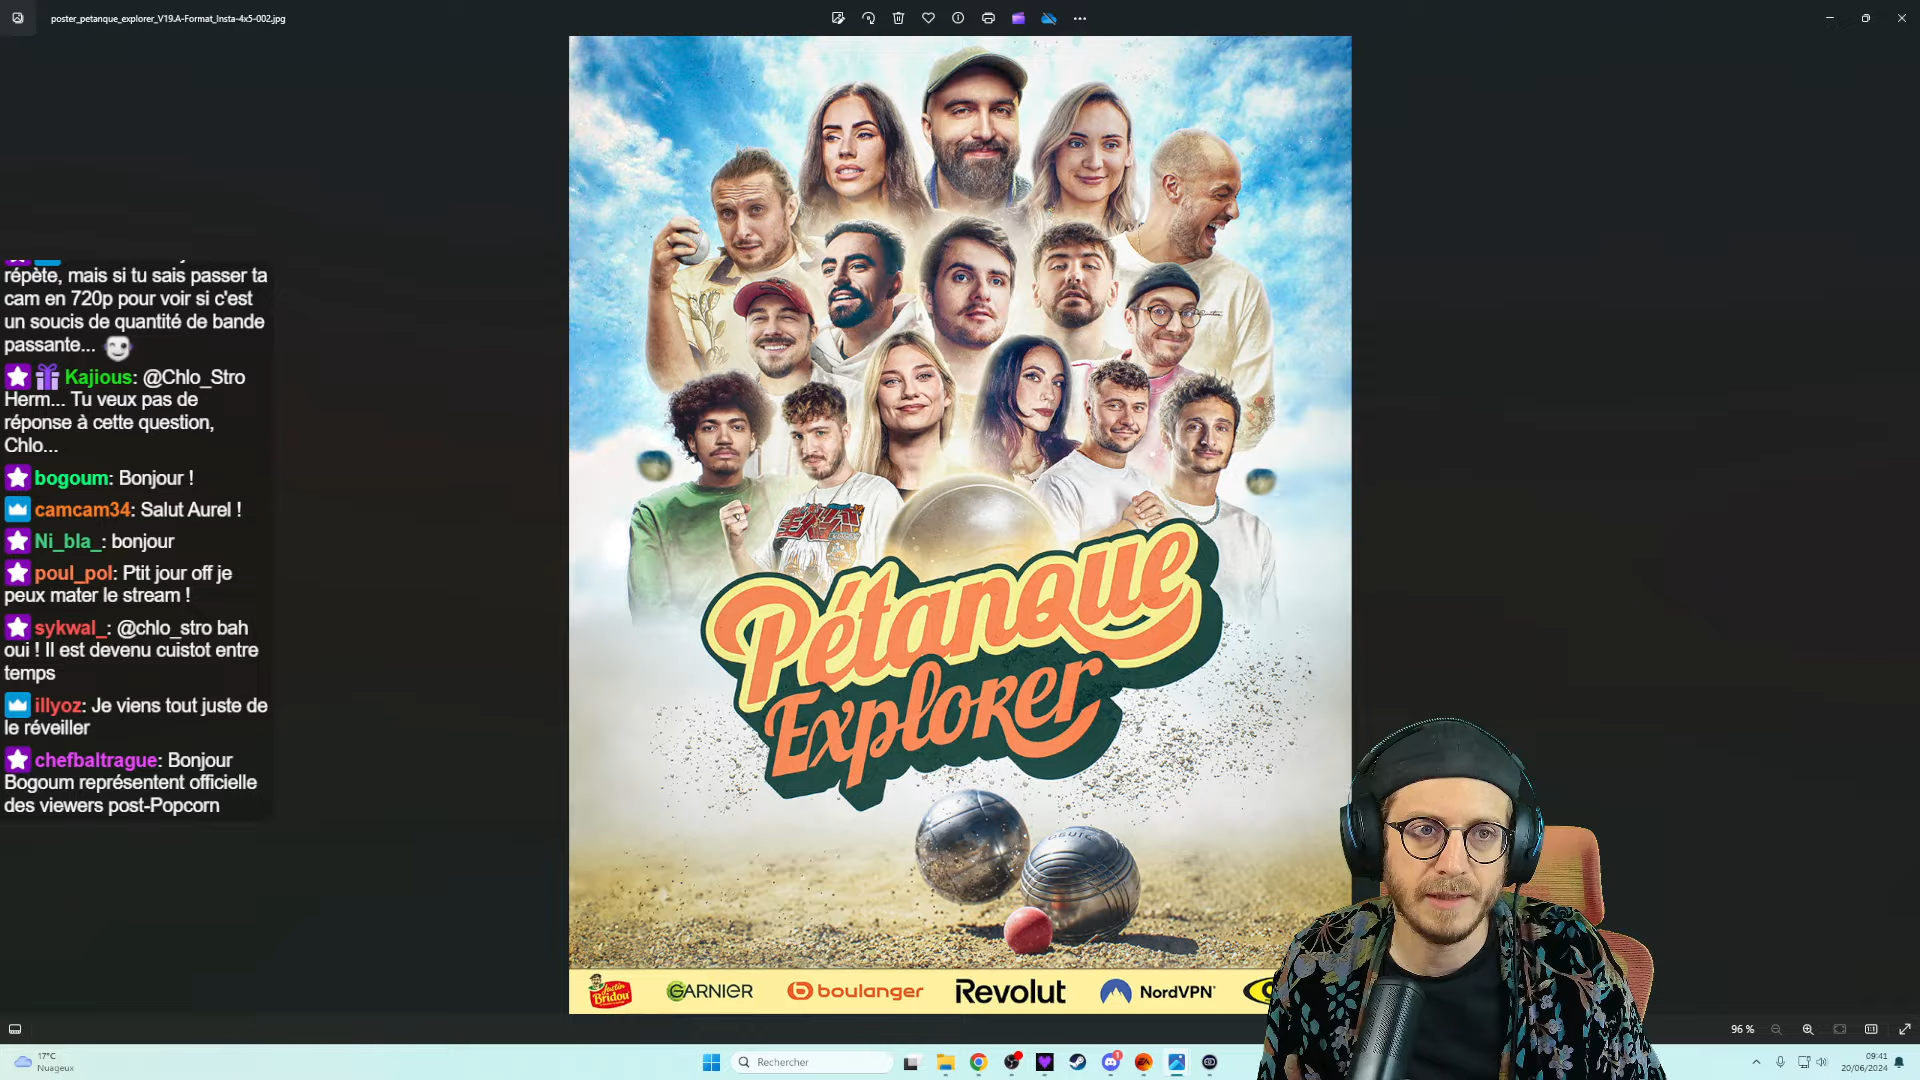 poster_petanque_explorer_V19.A-Format_Insta-4x5-002.jpg
répète, mais si tu sais passer ta
cam en 720p pour voir si c'est
un soucis de quantité de bande
passante...
Kajious: @Chlo_Stro
Herm... Tu veux pas de
réponse à cette question,
Chlo...
bogoum: Bonjour !
camcam34: Salut Aurel !
Ni_bla_: bonjour
poul_pol: Ptit jour off je
peux mater le stream !
sykwal_: @chlo_stro bah
oui ! Il est devenu cuistot entre
temps
illyoz: Je viens tout juste de
le réveiller
chefbaltrague: Bonjour
Bogoum représentent officielle
des viewers post-Popcorn
Pétanque
Explorer
OBUT
Justin
Bridou
GARNIER
boulanger
Revolut
NordVPN
96 %
17°C
Nuageux
Rechercher
09:41
20/06/2024